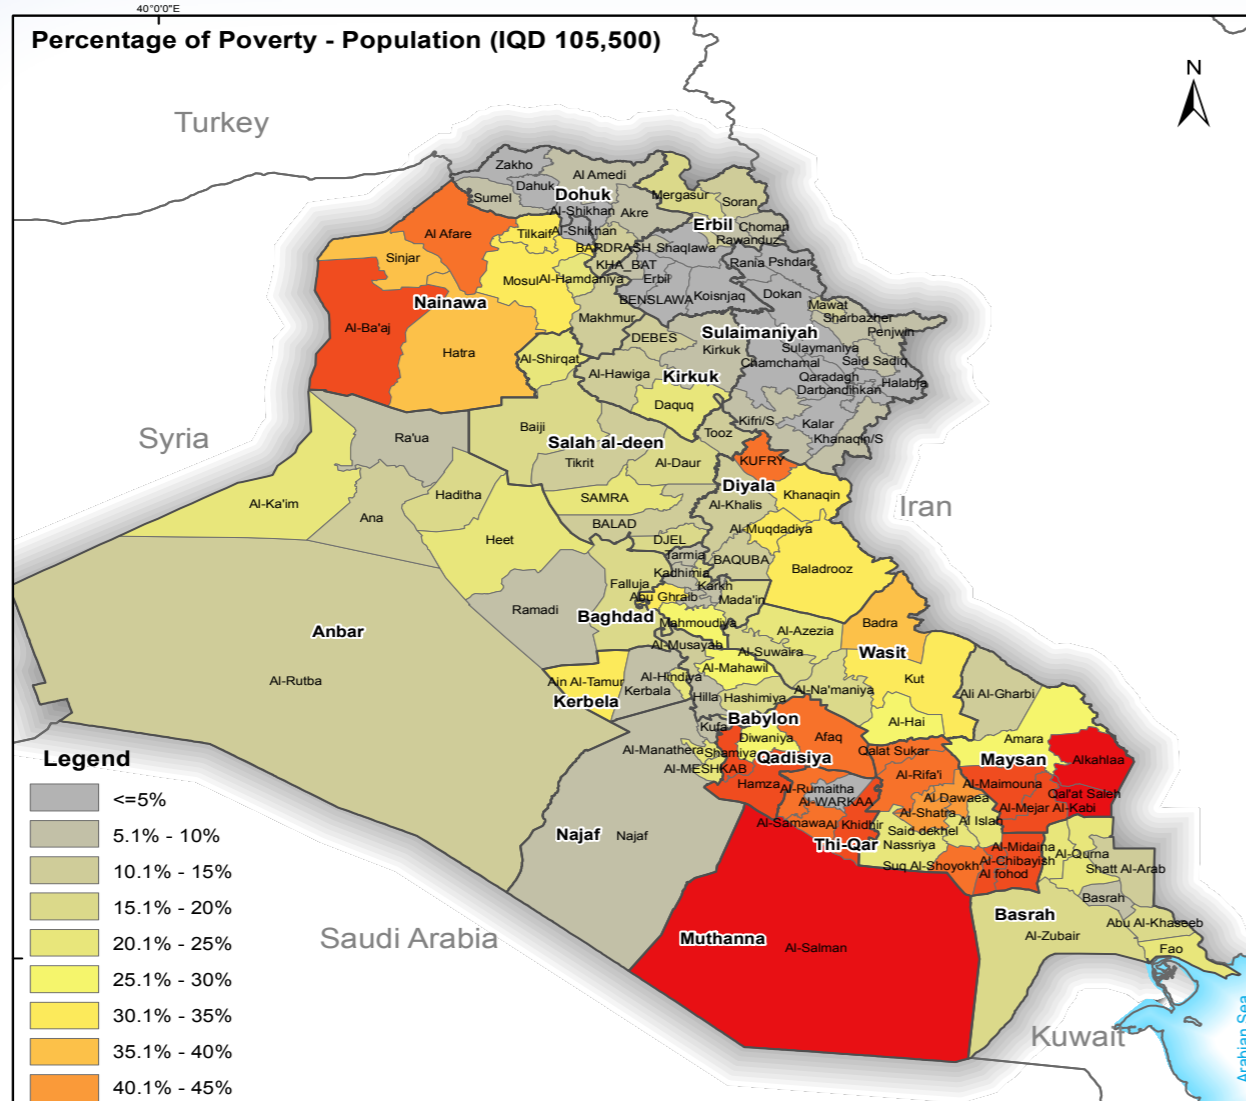 40°0'0"E
Percentage of Poverty - Population (IQD 105,500)
N
Turkey
Zakho
Al Amedi
Dahuk
Dohuk
Sumel
Al-Shikhan
Akre
Mergasur
Soran
Al Afare
Tilkaif
Al-Shikhan
Erbil
Choman
Rawanduz
BARDRASH
Shaqlawa
Sinjar
KHA_BAT
Rania
Pshdar
Mosul
Al-Hamdaniya
Erbil
Nainawa
BENSLAWA
Koisnjaq
Dokan
Mawat
Sharbazher
Al-Ba'aj
Makhmur
Sulaimaniyah
Penjwin
DEBES
Hatra
Kirkuk
Sulaymaniya
Al-Shirqat
Chamchamal
Said Sadiq
Al-Hawiga
Kirkuk
Qaradagh
Halabja
Darbandihkan
Daquq
Kifri/S
Kalar
Baiji
Tooz
Khanaqin/S
Syria
Ra'ua
Salah al-deen
Tikrit
Al-Daur
KUFRY
Diyala
Al-Ka'im
Haditha
SAMRA
Khanaqin
Iran
Ana
Al-Khalis
BALAD
Al-Muqdadiya
Heet
DJEL
Tarmia
BAQUBA
Baladrooz
Kadhimia
Falluja
Karkh
Abu Ghraib
Mada'in
Ramadi
Baghdad
Mahmoudiya
Badra
Anbar
Al-Azezia
Al-Musayab
Al-Suwaira
Wasit
Al-Mahawil
Al-Rutba
Ain Al-Tamur
Al-Hindiya
Kut
Kerbala
Al-Na'maniya
Ali Al-Gharbi
Kerbela
Hilla
Hashimiya
Babylon
Al-Hai
Kufa
Diwaniya
Afaq
Amara
Al-Manathera
Shamiya
Qadisiya
Qalat Sukar
Maysan
Alkahlaa
Al-MESHKAB
Al-Rifa'i
Hamza
Al-Rumaitha
Al-Maimouna
Qal'at Saleh
Al-WARKAA
Al Dawaea
Al-Mejar Al-Kabi
Al-Shatra
Al-Samawa
Al Khidhir
Al Islah
Said dekhel
Najaf
Najaf
Thi-Qar
Nassriya
Al-Midaina
Al-Chibayish
Al-Qurna
Suq Al-Shoyokh
Al fohod
Shatt Al-Arab
Basrah
Basrah
Abu Al-Khaseeb
Saudi Arabia
Muthanna
Al-Salman
Al-Zubair
Fao
Kuwait
Arabian Sea
Legend
<=5%
5.1% - 10%
10.1% - 15%
15.1% - 20%
20.1% - 25%
25.1% - 30%
30.1% - 35%
35.1% - 40%
40.1% - 45%